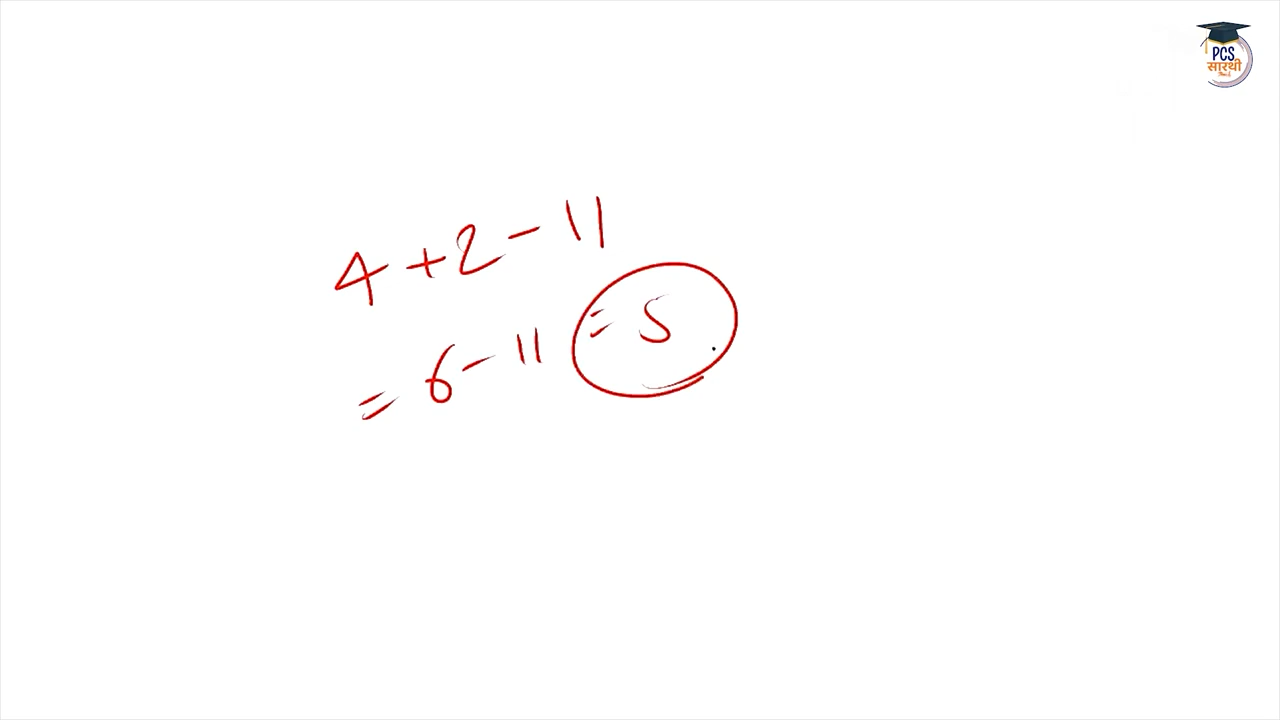 PCS
सारथी
4 + 2 - 11
= 6 - 11 = 5